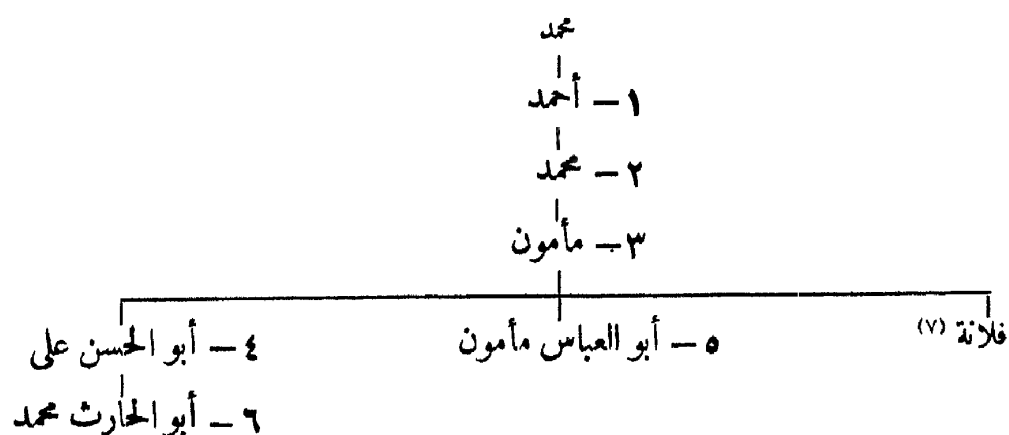 محمد
١ – أحمد
٢ – محمد
٣ – مأمون
فلانة (٧)
٥ – أبو العباس مأمون
٤ – أبو الحسن على
٦ – أبو الحارث محمد